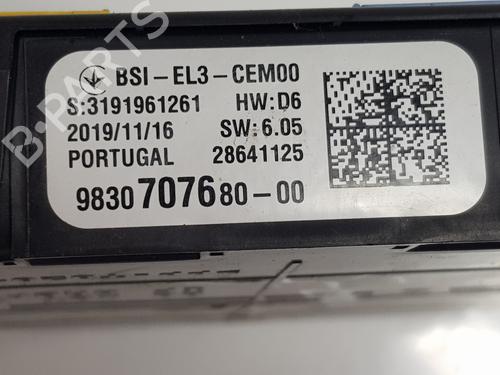 BSI-EL3-CEM00
S:3191961261 HW:D6
2019/11/16 SW:6.05
PORTUGAL 28641125
9830707680-00
B-PARTS